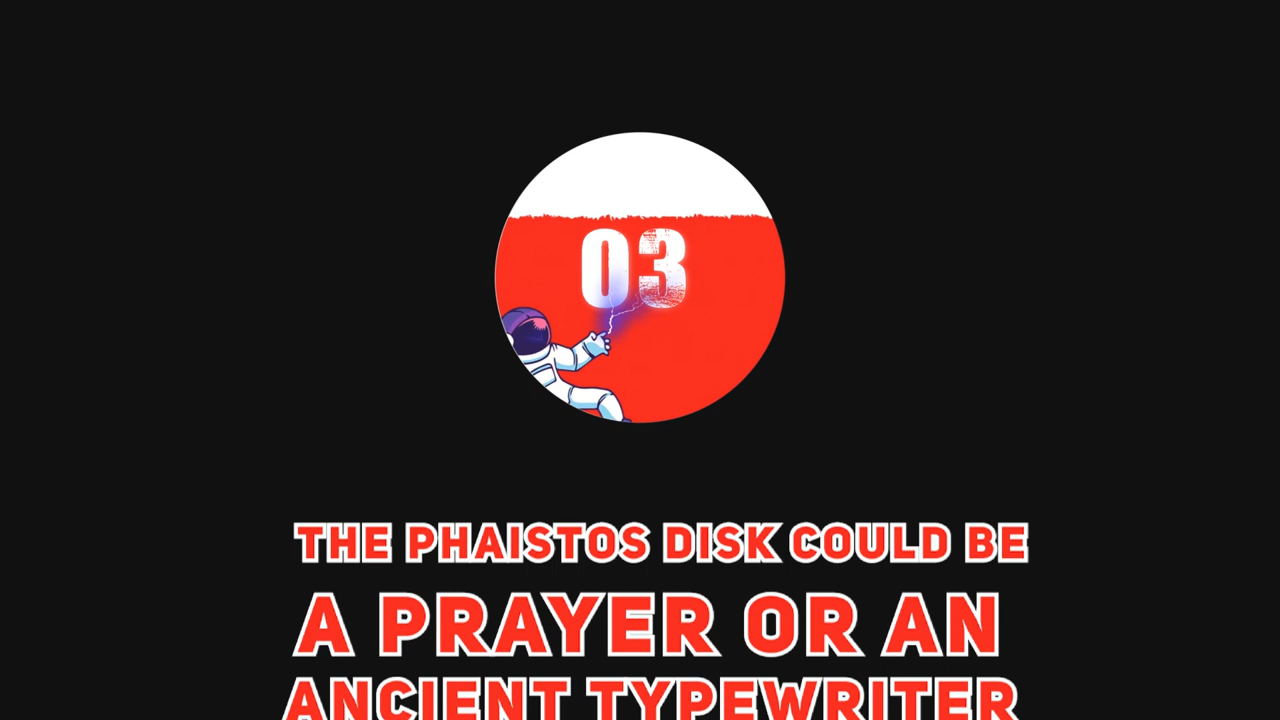 03
THE PHAISTOS DISK COULD BE
A PRAYER OR AN
ANCIENT TYPEWRITER